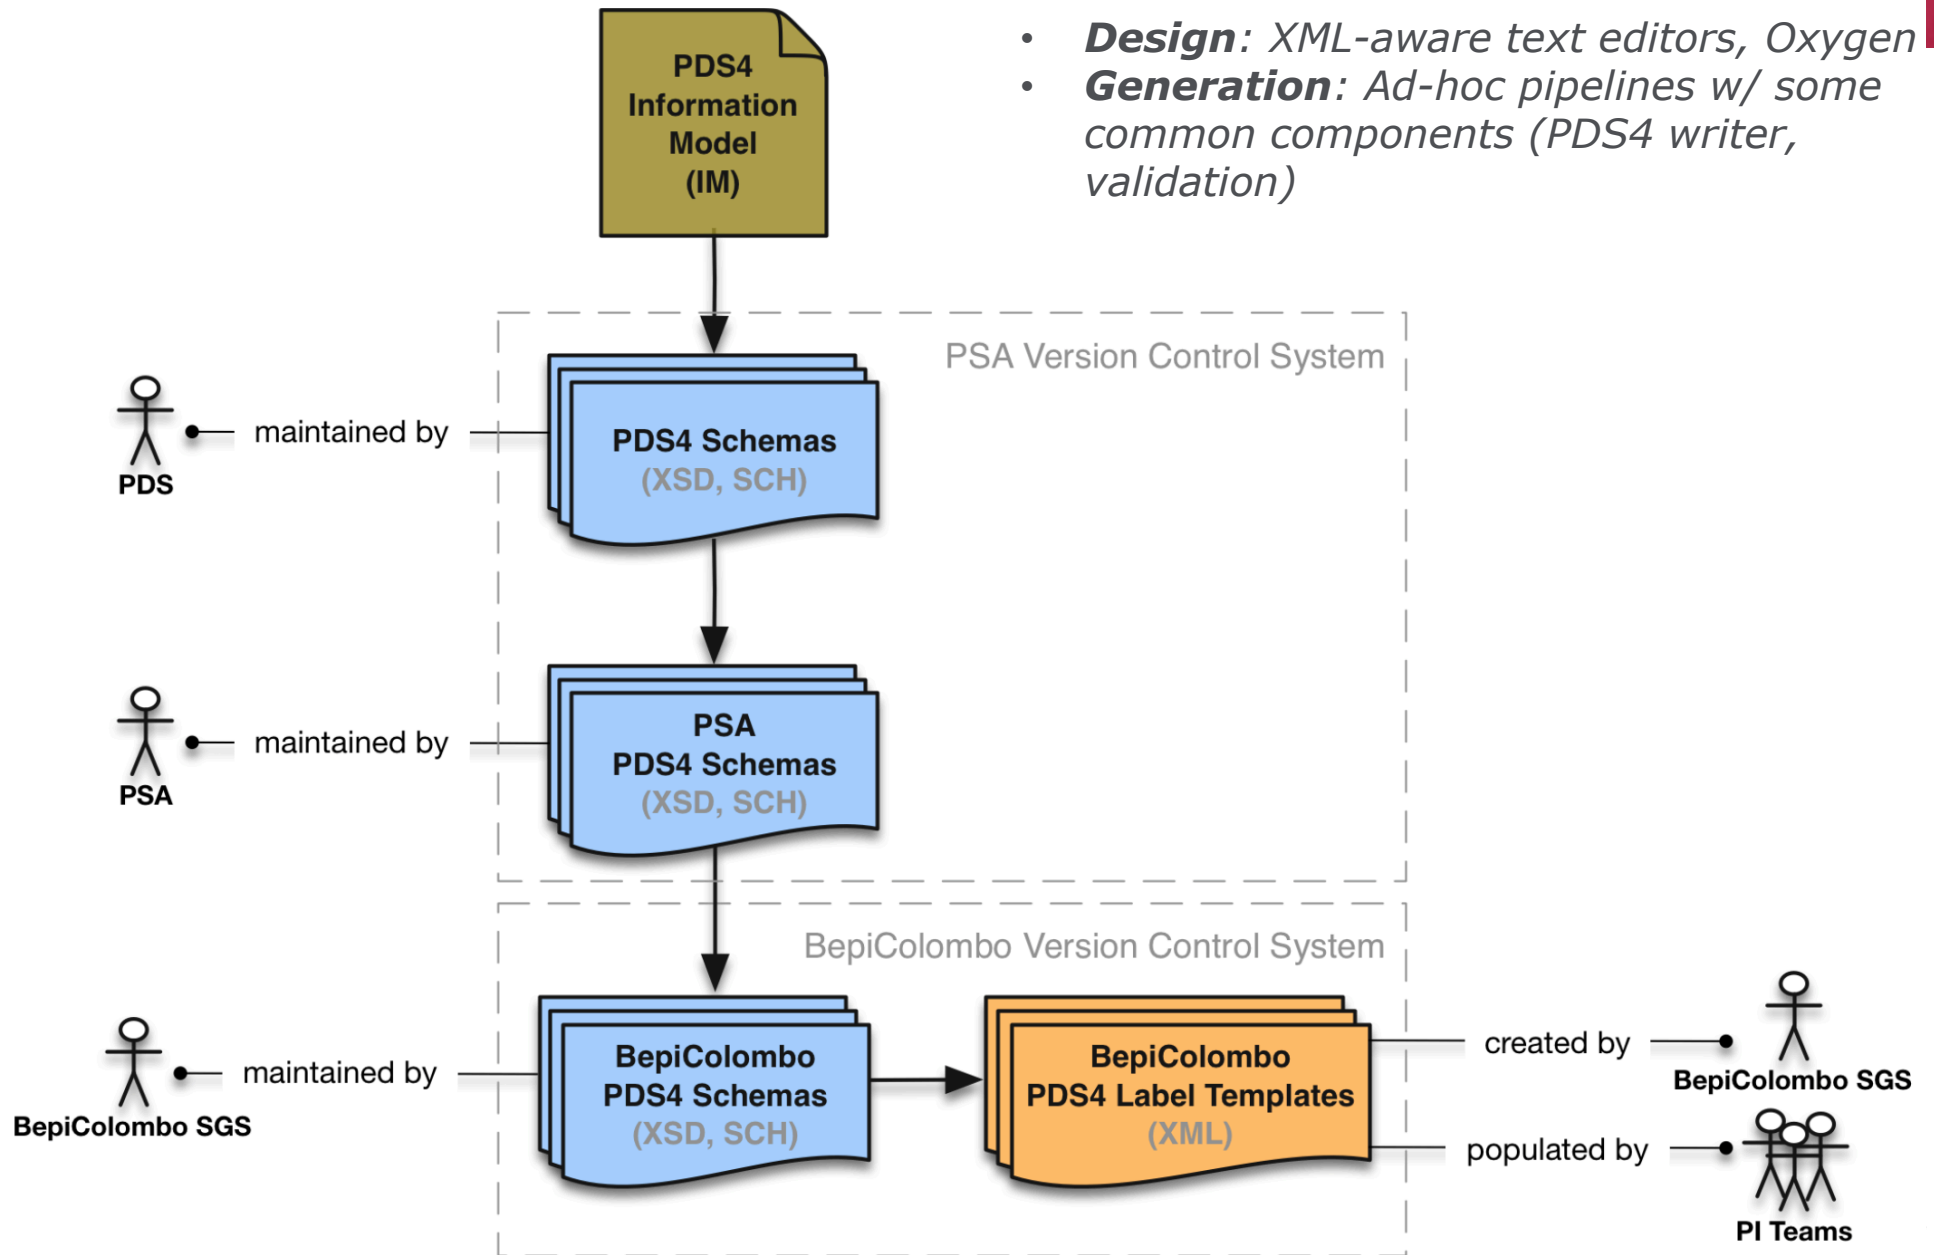 PDS4
Information
Model
(IM)
• Design: XML-aware text editors, Oxygen
• Generation: Ad-hoc pipelines w/ some
common components (PDS4 writer,
validation)
PSA Version Control System
maintained by
PDS
PDS4 Schemas
(XSD, SCH)
maintained by
PSA
PSA
PDS4 Schemas
(XSD, SCH)
BepiColombo Version Control System
maintained by
BepiColombo SGS
BepiColombo
PDS4 Schemas
(XSD, SCH)
BepiColombo
PDS4 Label Templates
(XML)
created by
BepiColombo SGS
populated by
PI Teams